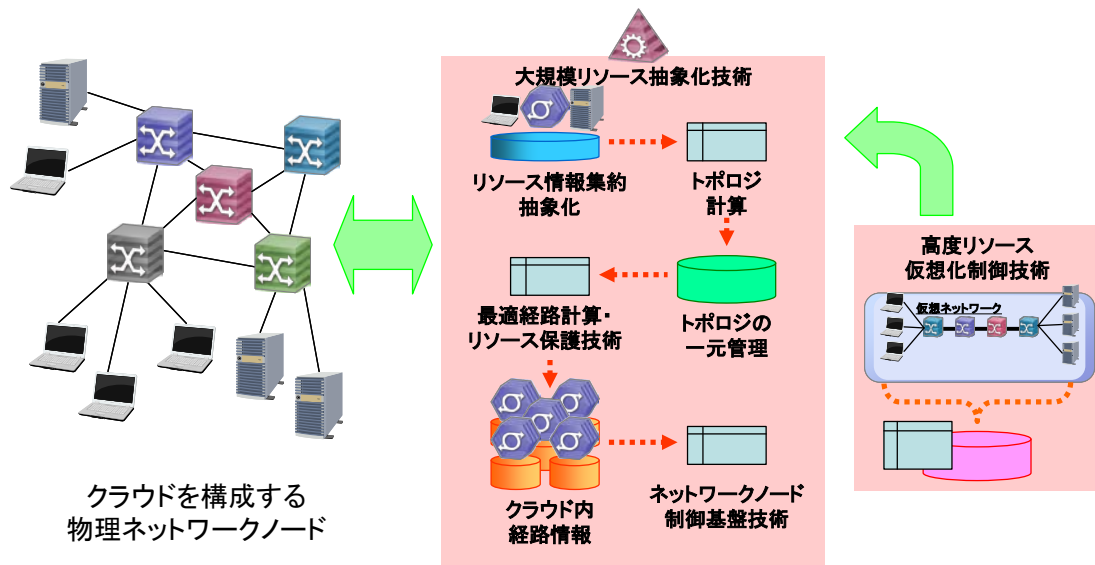 大規模リソース抽象化技術
リソース情報集約
抽象化
トポロジ
計算
最適経路計算・
リソース保護技術
トポロジの
一元管理
クラウド内
経路情報
ネットワークノード
制御基盤技術
クラウドを構成する
物理ネットワークノード
高度リソース
仮想化制御技術
仮想ネットワーク